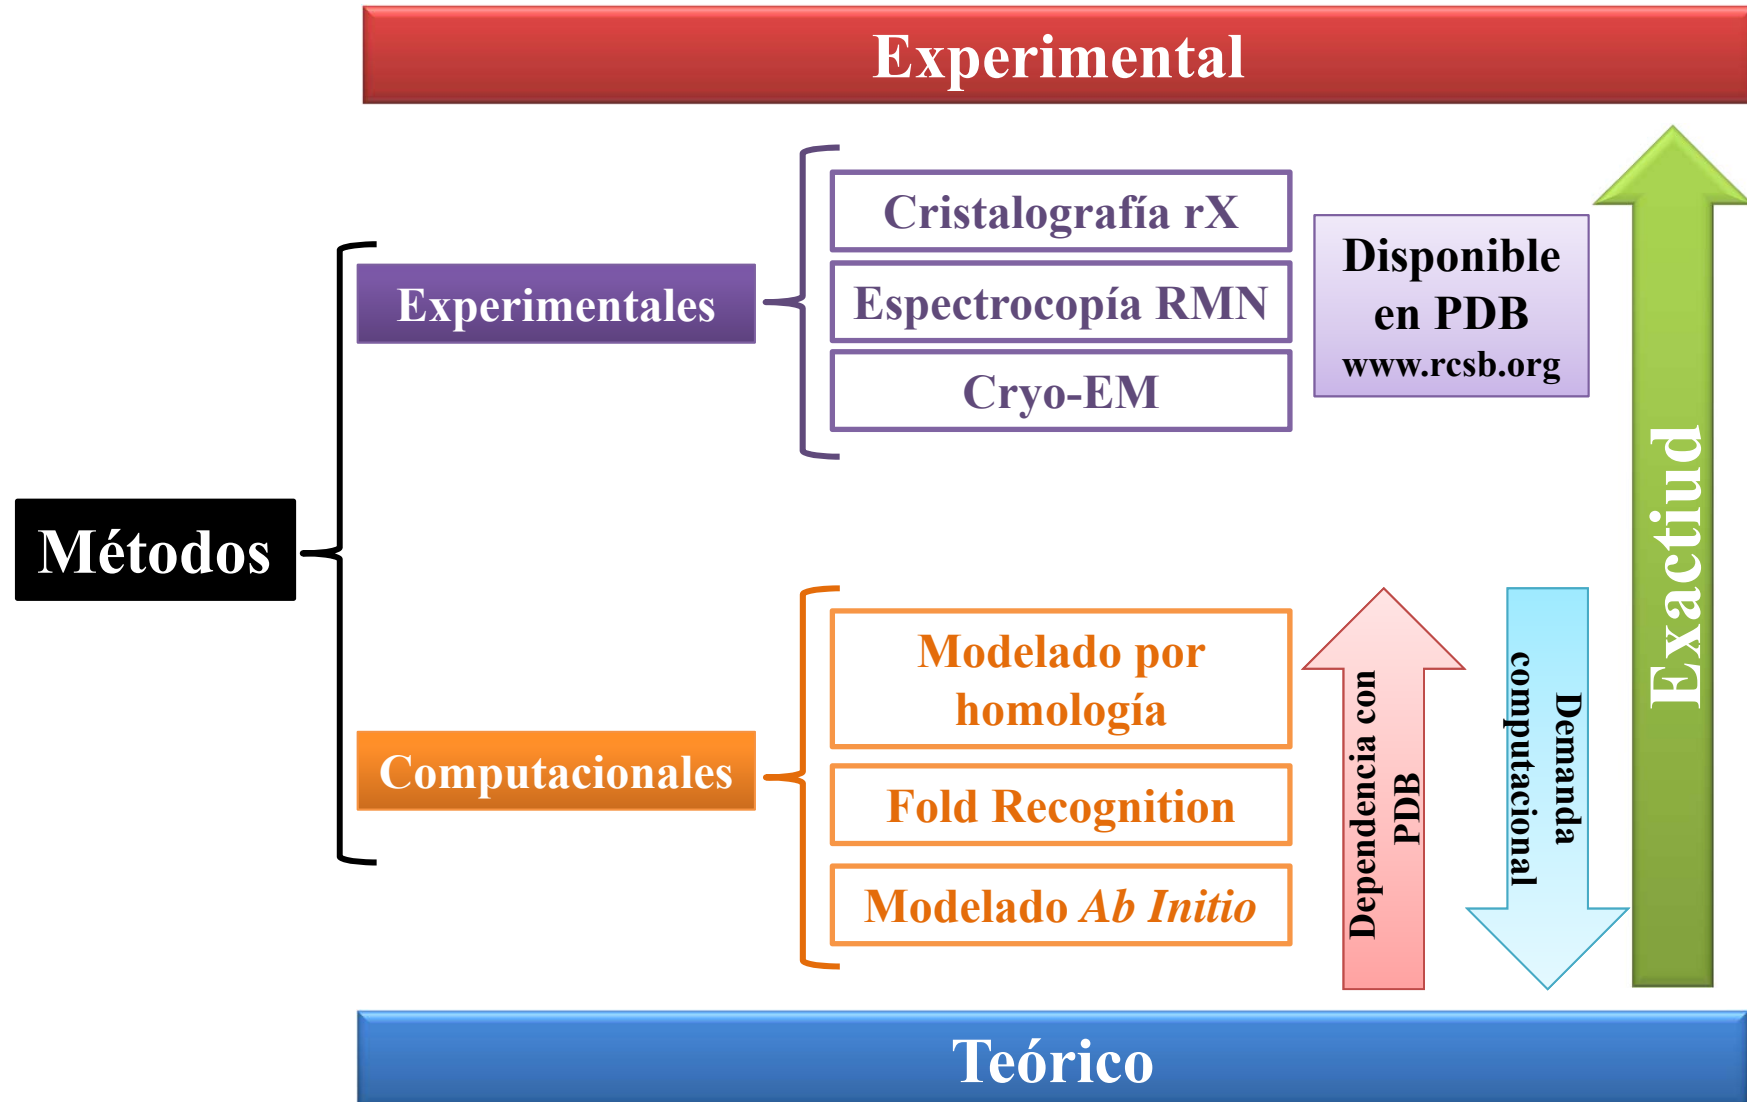 Experimental
Métodos
Experimentales
Cristalografía rX
Espectrocopía RMN
Cryo-EM
Disponible
en PDB
www.rcsb.org
Computacionales
Modelado por
homología
Fold Recognition
Modelado Ab Initio
Dependencia con
PDB
Demanda
computacional
Exactiud
Teórico